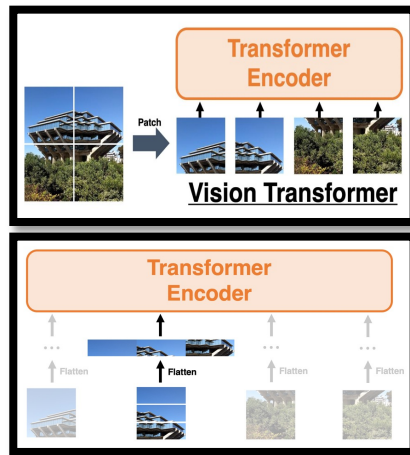 Transformer
Encoder
Patch
Vision Transformer
Transformer
Encoder
... ... ...
Flatten Flatten Flatten Flatten